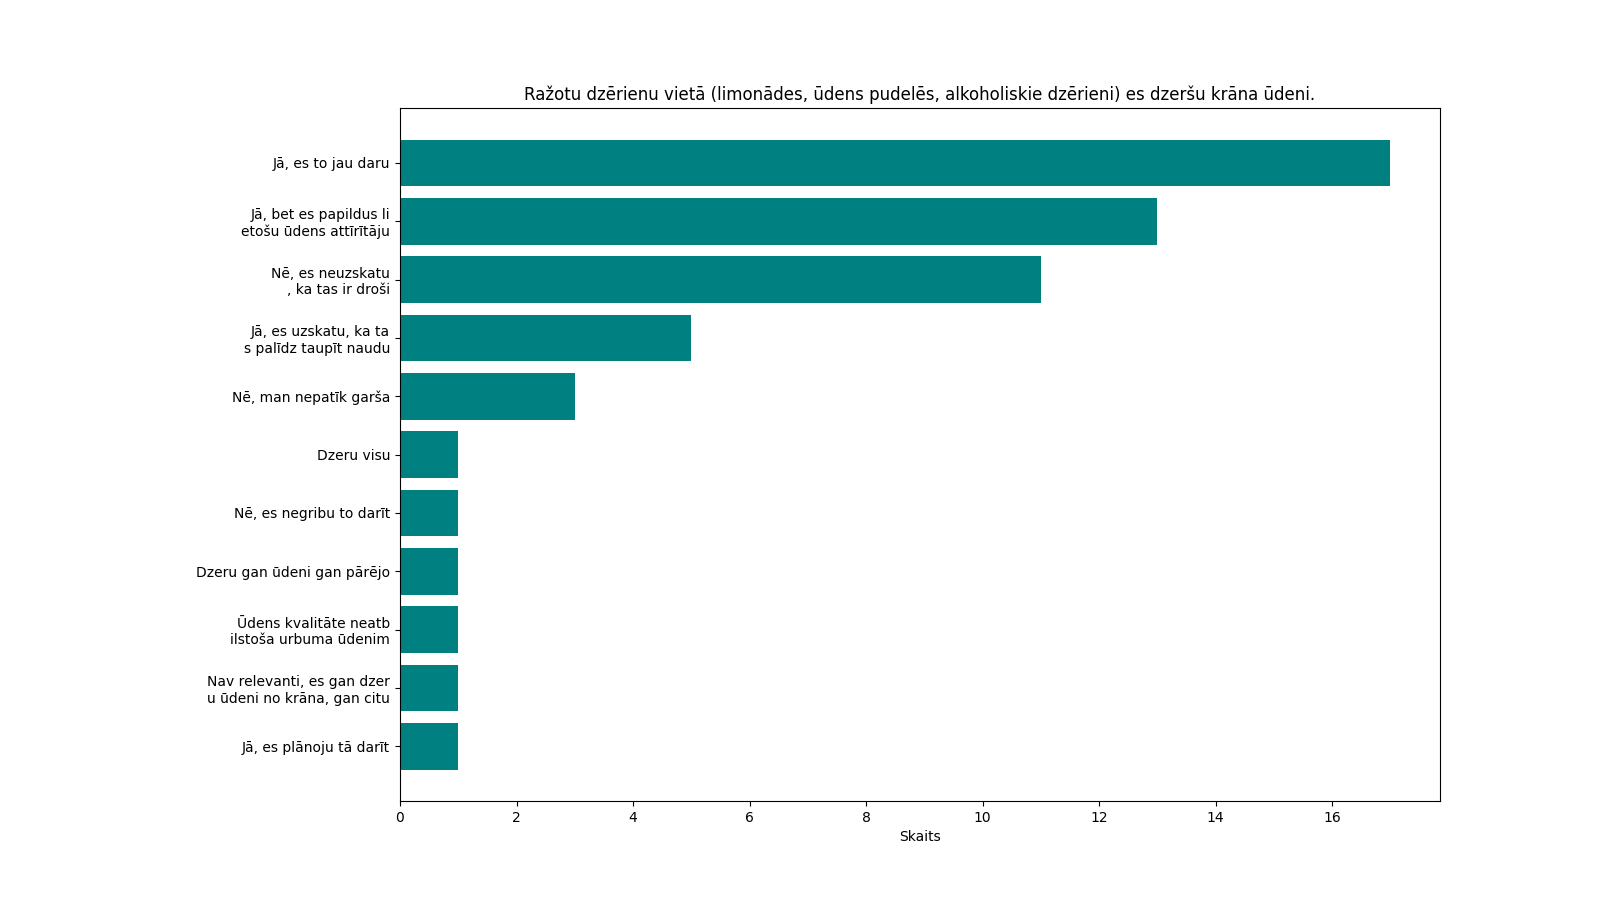 Ražotu dzērienu vietā (limonādes, ūdens pudelēs, alkoholiskie dzērieni) es dzeršu krāna ūdeni.
Jā, es to jau daru
Jā, bet es papildus li
etošu ūdens attīrītāju
Nē, es neuzskatu
, ka tas ir droši
Jā, es uzskatu, ka ta
s palīdz taupīt naudu
Nē, man nepatīk garša
Dzeru visu
Nē, es negribu to darīt
Dzeru gan ūdeni gan pārējo
Ūdens kvalitāte neatb
ilstoša urbuma ūdenim
Nav relevanti, es gan dzer
u ūdeni no krāna, gan citu
Jā, es plānoju tā darīt
0 2 4 6 8 10 12 14 16
Skaits